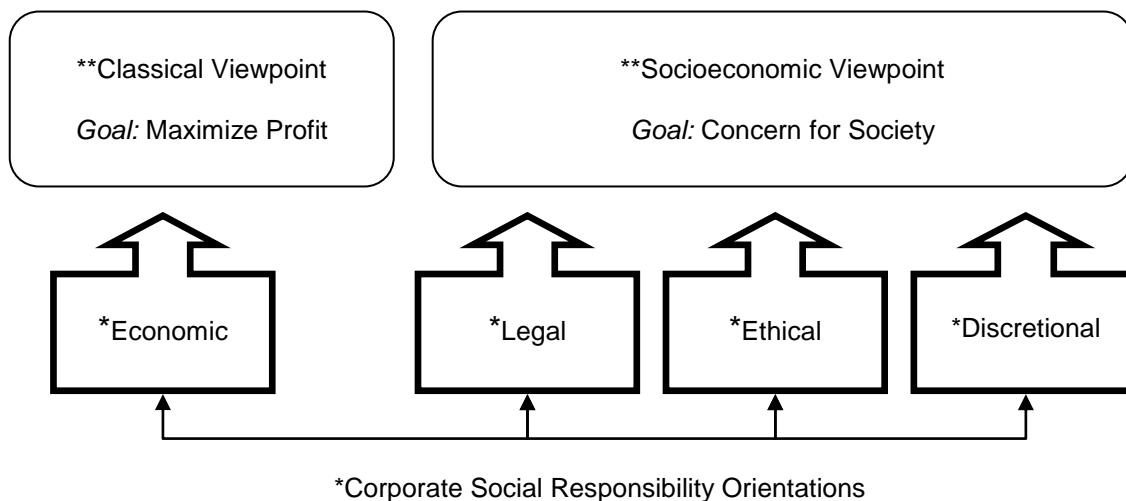 **Classical Viewpoint
Goal: Maximize Profit
**Socioeconomic Viewpoint
Goal: Concern for Society
*Economic
*Legal
*Ethical
*Discretional
*Corporate Social Responsibility Orientations